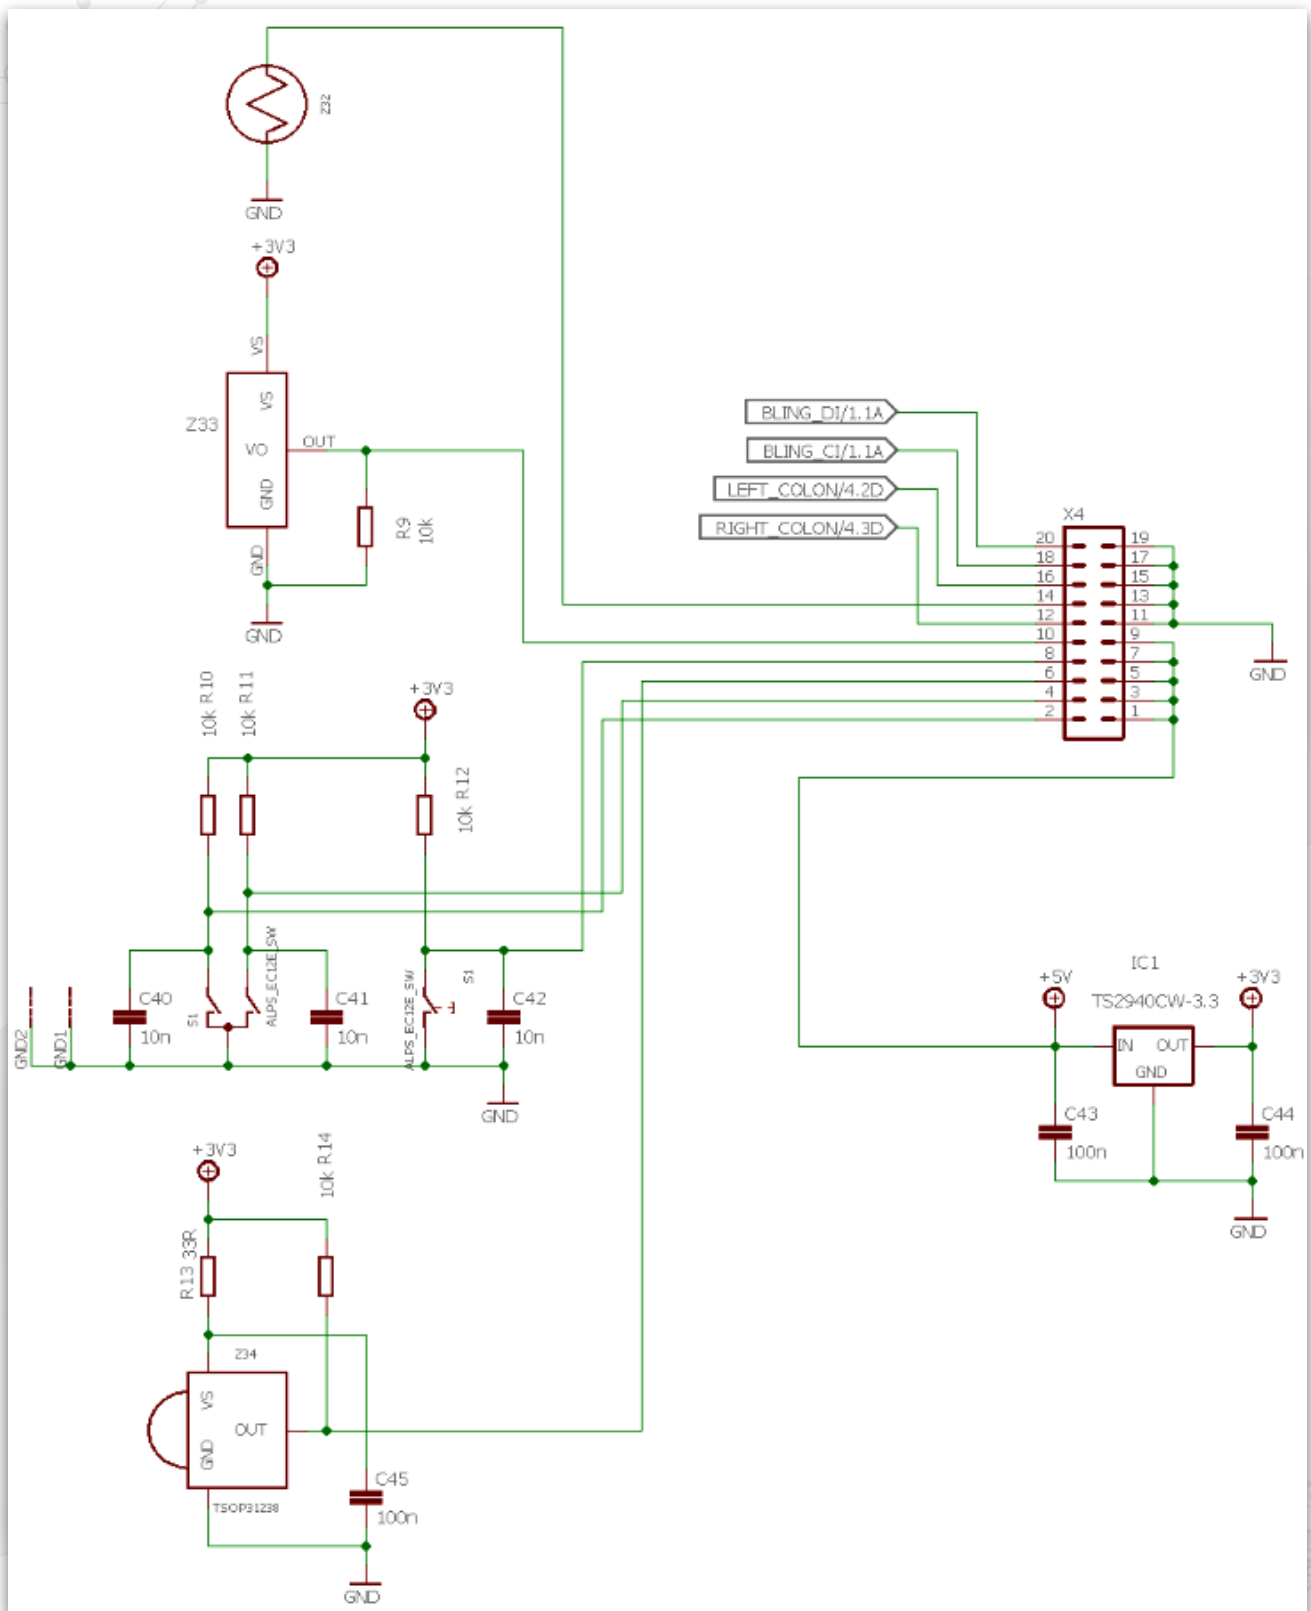 Z32
GND
+3V3
VS
Z33
VS
VO
GND
OUT
GND
R9
10k
GND
BLING_DI/1.1A
BLING_CI/1.1A
LEFT_COLON/4.2D
RIGHT_COLON/4.3D
X4
20 19
18 17
16 15
14 13
12 11
10 9
8 7
6 5
4 3
2 1
GND
10k R10
10k R11
+3V3
10k R12
GND2
GND1
C40
10n
S1
ALPS_EC12E_SW
C41
10n
ALPS_EC12E_SW
S1
C42
10n
GND
IC1
TS2940CW-3.3
+5V
+3V3
IN OUT
GND
C43
100n
C44
100n
GND
+3V3
10k R14
R13 33R
Z34
VS
GND
OUT
TSOP31238
C45
100n
GND